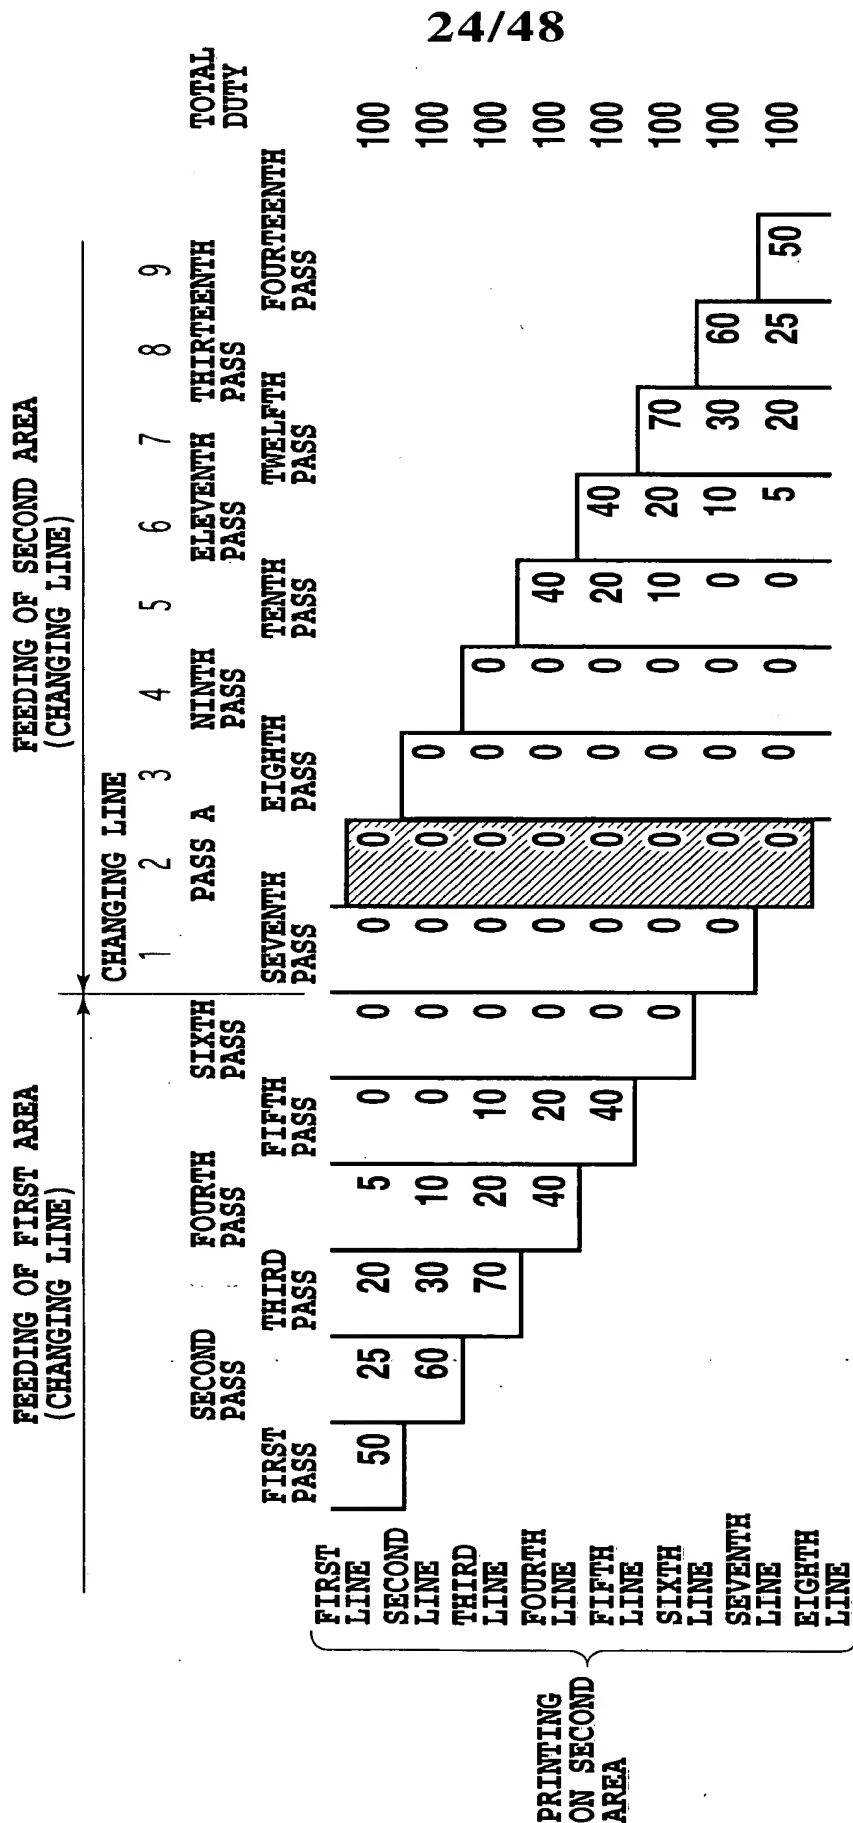 24/48
FEEDING OF FIRST AREA
(CHANGING LINE)
FEEDING OF SECOND AREA
(CHANGING LINE)
CHANGING LINE
1 2 3 4 5 6 7 8 9
SECOND PASS FOURTH PASS SIXTH PASS PASS A NINTH PASS ELEVENTH PASS THIRTEENTH PASS TOTAL DUTY
FIRST PASS THIRD PASS FIFTH PASS SEVENTH PASS EIGHTH PASS TENTH PASS TWELFTH PASS FOURTEENTH PASS
PRINTING
ON SECOND
AREA
FIRST LINE 50 25 20 5 0 0 0 0 100
SECOND LINE 60 30 10 0 0 0 0 0 100
THIRD LINE 70 20 10 0 0 0 0 0 100
FOURTH LINE 40 20 0 0 0 0 0 40 100
FIFTH LINE 40 0 0 0 0 0 20 40 100
SIXTH LINE 0 0 0 0 0 10 20 70 100
SEVENTH LINE 0 0 0 0 0 10 30 60 100
EIGHTH LINE 0 0 0 0 5 20 25 50 100